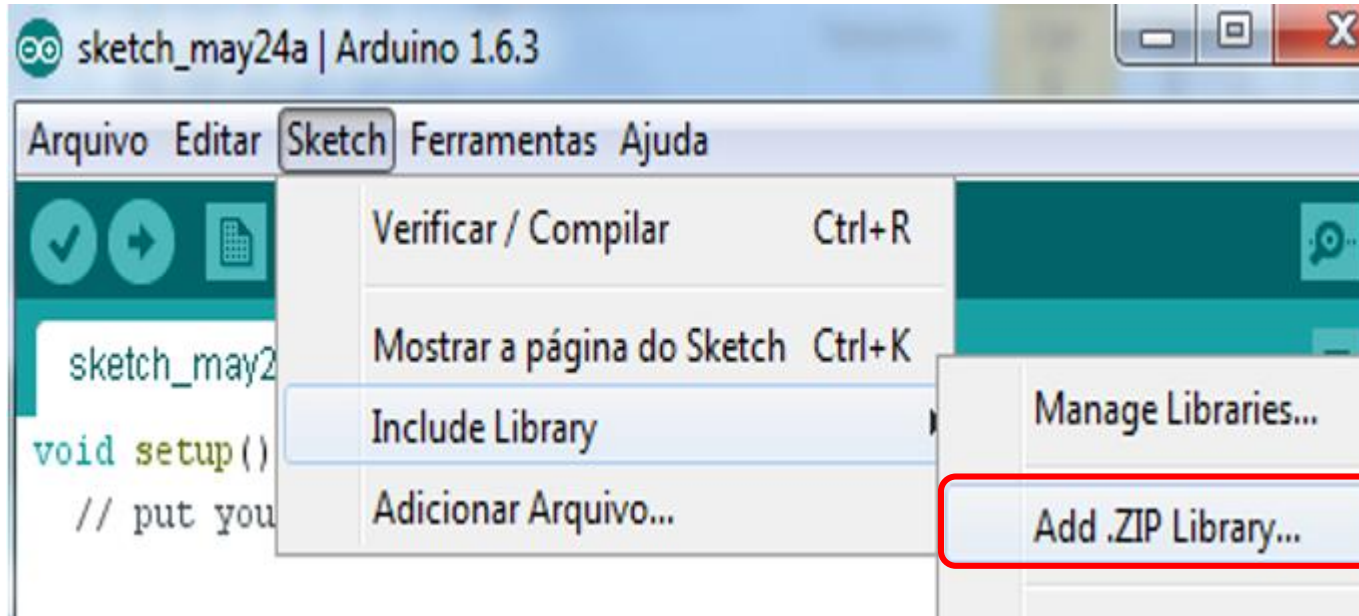 sketch_may24a | Arduino 1.6.3
Arquivo Editar Sketch Ferramentas Ajuda
Verificar / Compilar Ctrl+R
Mostrar a página do Sketch Ctrl+K
sketch_may2
Include Library
Manage Libraries...
void setup()
Adicionar Arquivo...
// put you
Add .ZIP Library...